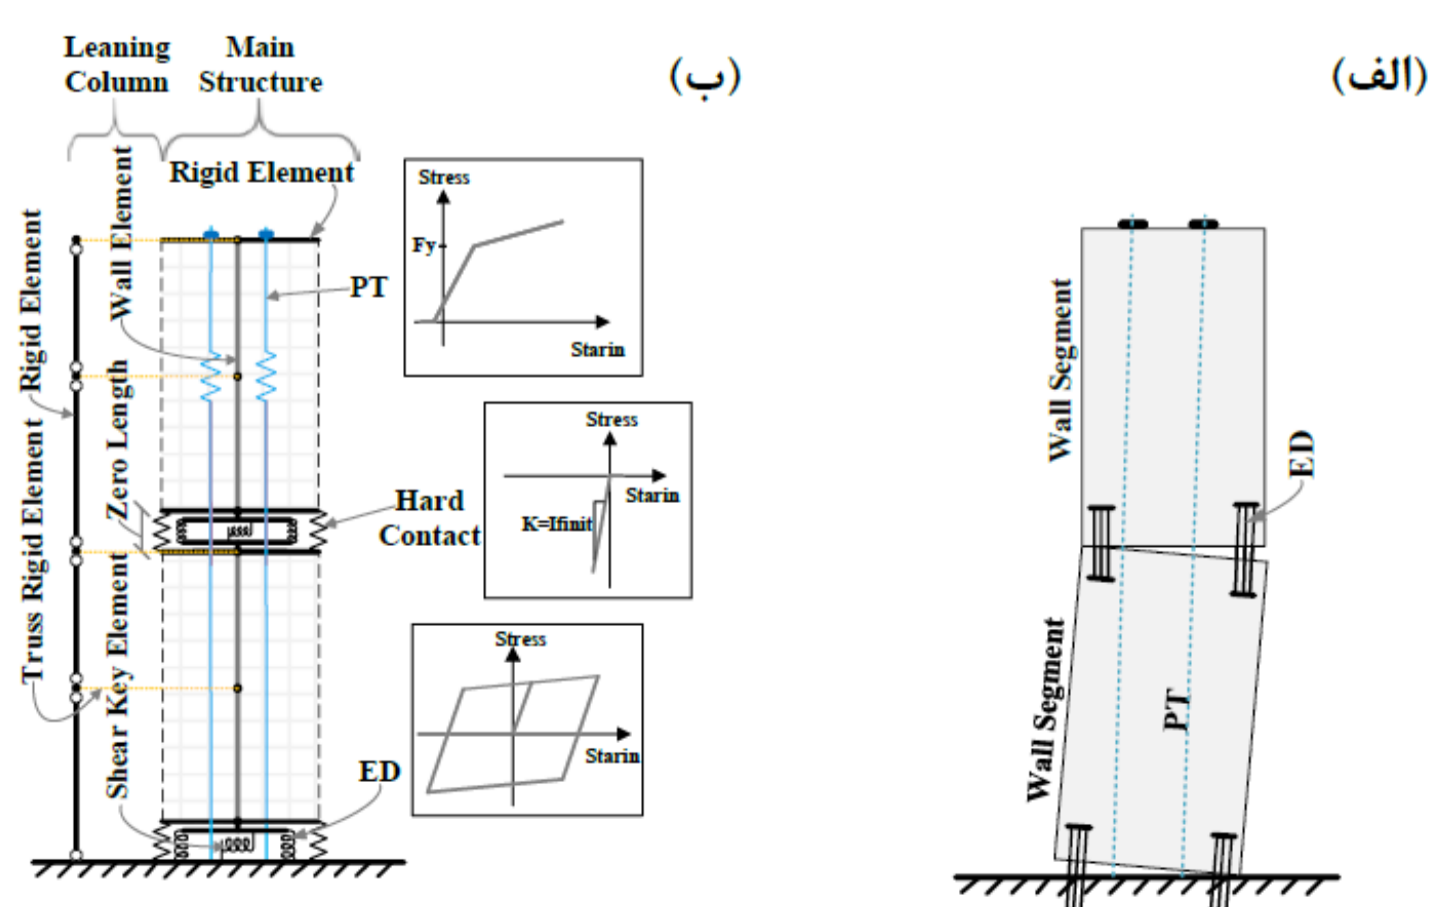 (ب)
Leaning
Column
Main
Structure
Rigid Element
Rigid Element
Truss Rigid Element
Wall Element
Zero Length
Shear Key Element
PT
Hard
Contact
ED
Stress
Fy
Starin
Stress
Starin
K=Ifinit
Stress
Starin
(الف)
Wall Segment
Wall Segment
PT
ED